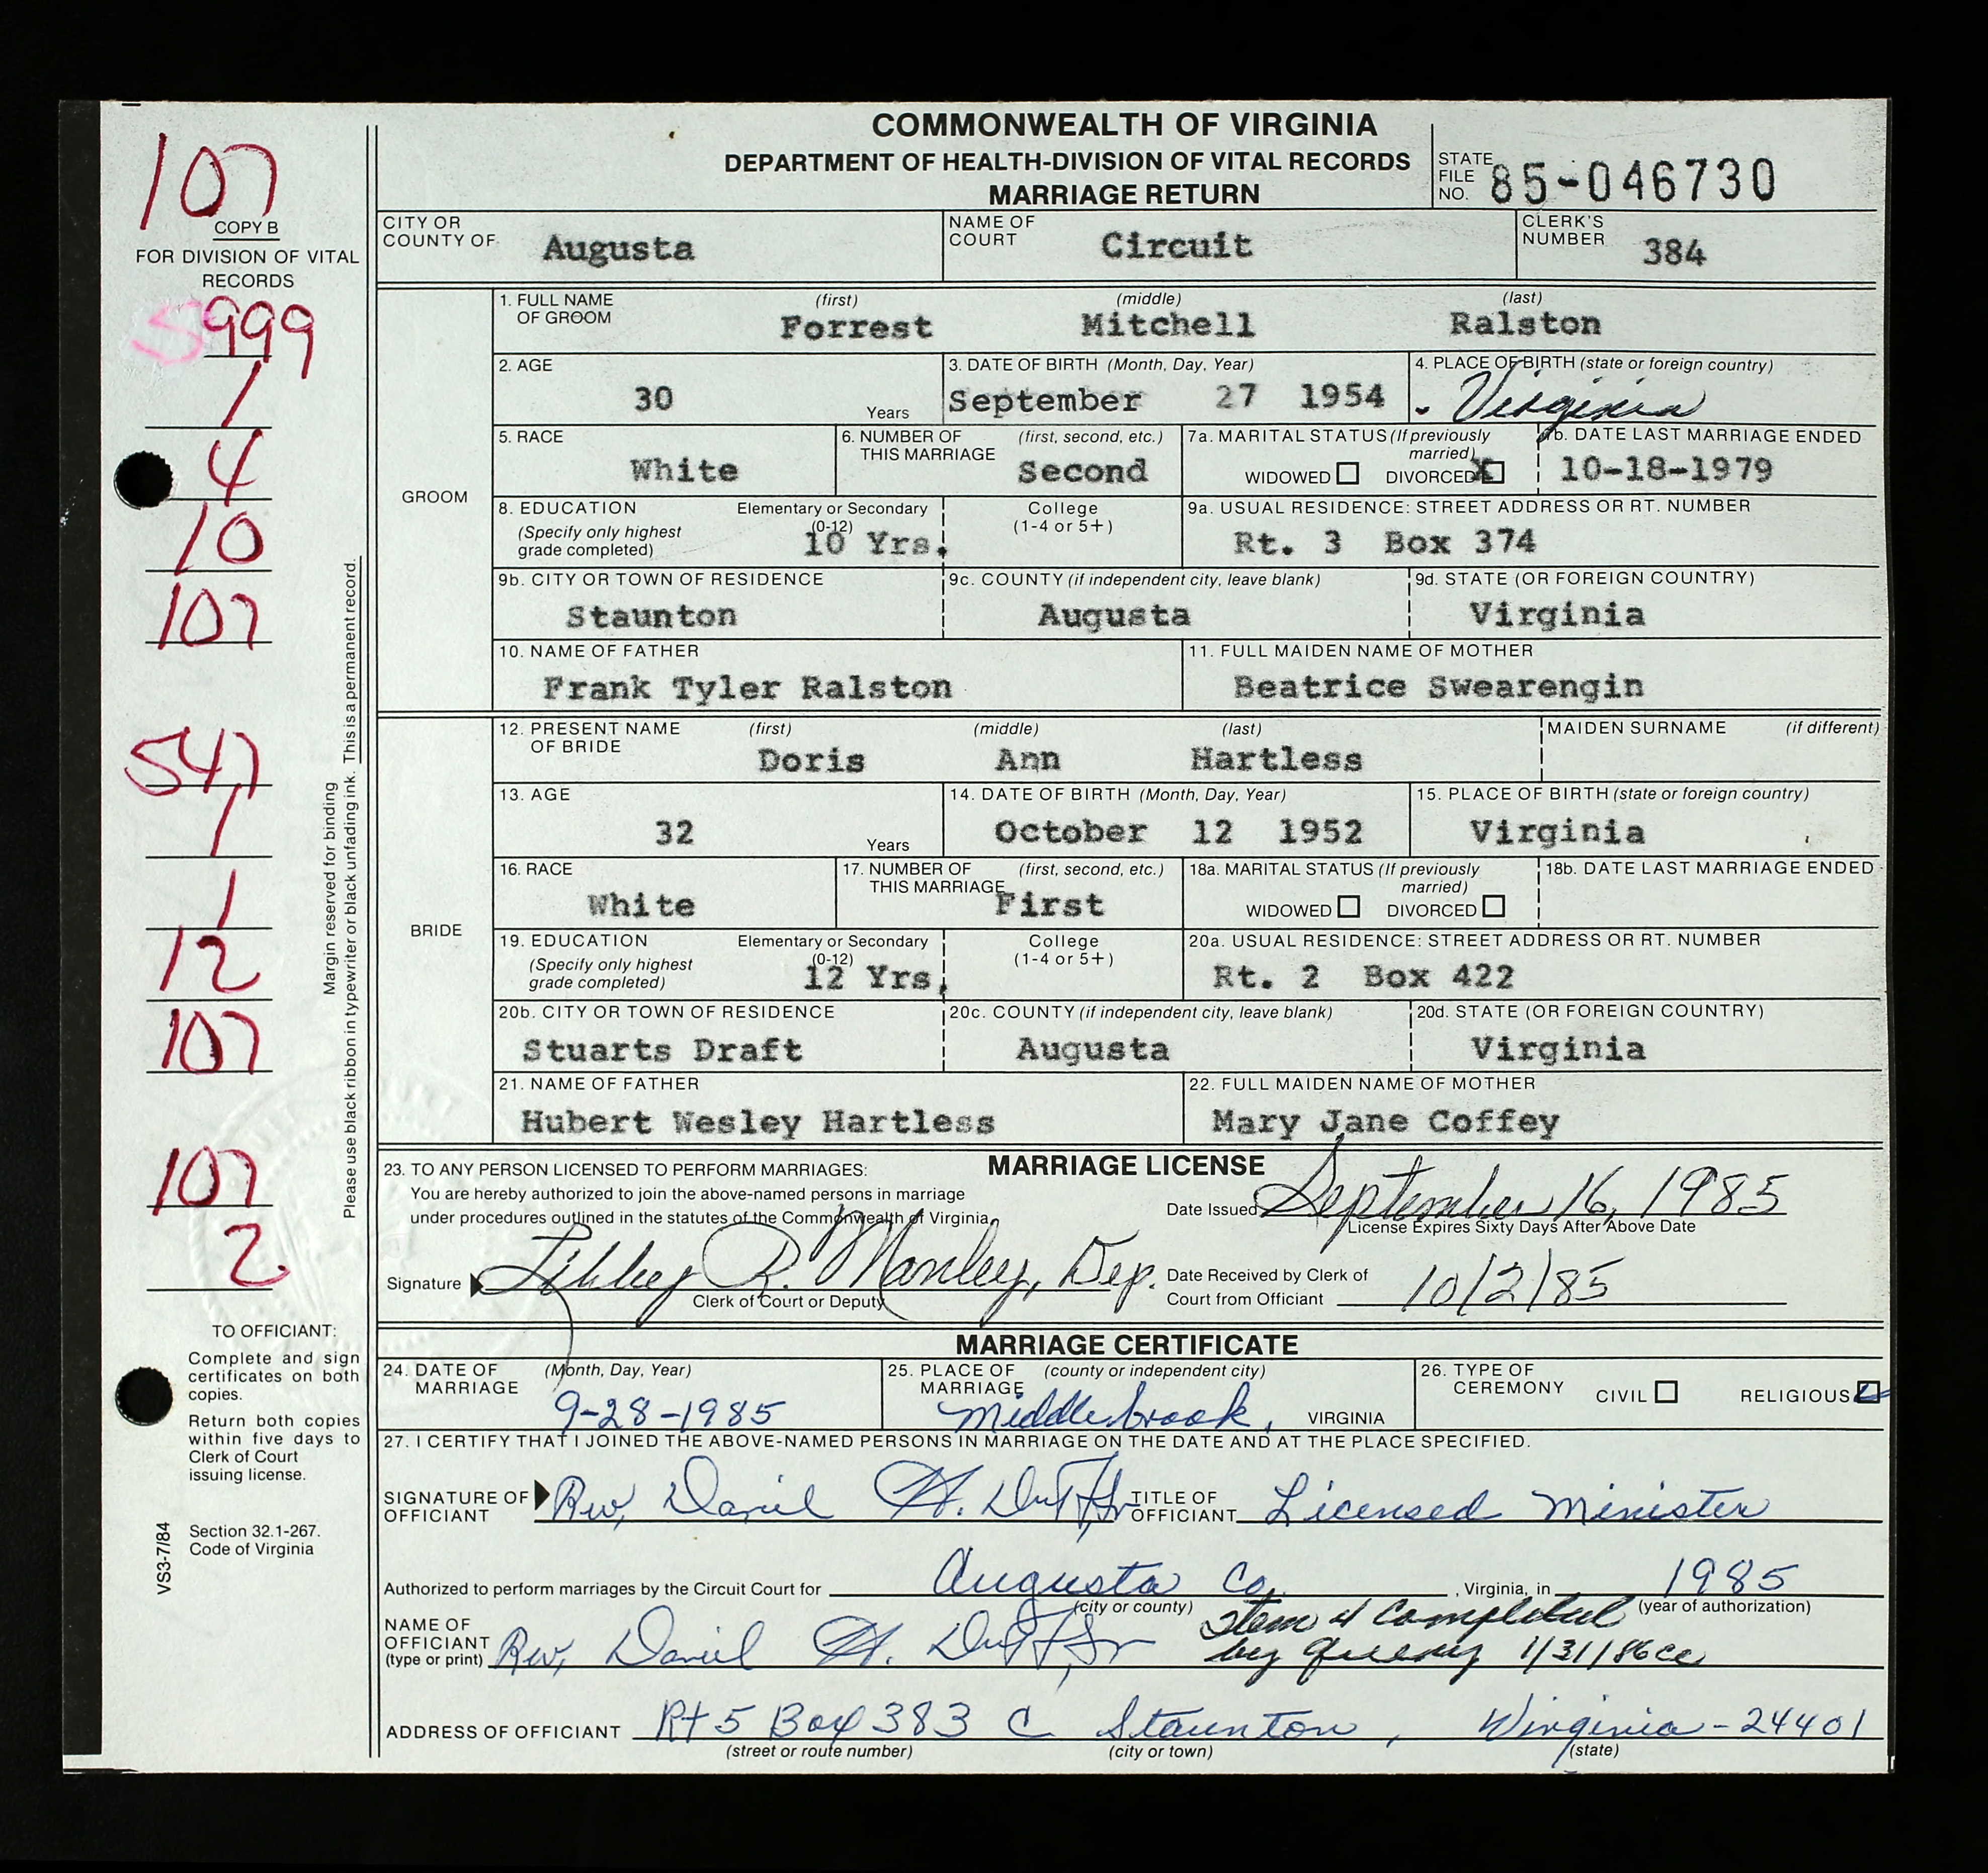 COMMONWEALTH OF VIRGINIA
DEPARTMENT OF HEALTH-DIVISION OF VITAL RECORDS
MARRIAGE RETURN
STATE FILE NO. 85-046730
107
COPY B
FOR DIVISION OF VITAL RECORDS
5999
1
4
10
107
547
1
1
12
107
107
2
Margin reserved for binding
Please use black ribbon in typewriter or black unfading ink. This is a permanent record.
CITY OR COUNTY OF Augusta
NAME OF COURT Circuit
CLERK'S NUMBER 384
GROOM
1. FULL NAME OF GROOM (first) Forrest (middle) Mitchell (last) Ralston
2. AGE 30 Years
3. DATE OF BIRTH (Month, Day, Year) September 27 1954
4. PLACE OF BIRTH (state or foreign country) Virginia
5. RACE White
6. NUMBER OF THIS MARRIAGE (first, second, etc.) Second
7a. MARITAL STATUS (If previously married) WIDOWED ☐ DIVORCED X
7b. DATE LAST MARRIAGE ENDED 10-18-1979
8. EDUCATION (Specify only highest grade completed) Elementary or Secondary (0-12) 10 Yrs. College (1-4 or 5+)
9a. USUAL RESIDENCE: STREET ADDRESS OR RT. NUMBER Rt. 3 Box 374
9b. CITY OR TOWN OF RESIDENCE Staunton
9c. COUNTY (if independent city, leave blank) Augusta
9d. STATE (OR FOREIGN COUNTRY) Virginia
10. NAME OF FATHER Frank Tyler Ralston
11. FULL MAIDEN NAME OF MOTHER Beatrice Swearengin
BRIDE
12. PRESENT NAME OF BRIDE (first) Doris (middle) Ann (last) Hartless
MAIDEN SURNAME (if different)
13. AGE 32 Years
14. DATE OF BIRTH (Month, Day, Year) October 12 1952
15. PLACE OF BIRTH (state or foreign country) Virginia
16. RACE White
17. NUMBER OF THIS MARRIAGE (first, second, etc.) First
18a. MARITAL STATUS (If previously married) WIDOWED ☐ DIVORCED ☐
18b. DATE LAST MARRIAGE ENDED
19. EDUCATION (Specify only highest grade completed) Elementary or Secondary (0-12) 12 Yrs. College (1-4 or 5+)
20a. USUAL RESIDENCE: STREET ADDRESS OR RT. NUMBER Rt. 2 Box 422
20b. CITY OR TOWN OF RESIDENCE Stuarts Draft
20c. COUNTY (if independent city, leave blank) Augusta
20d. STATE (OR FOREIGN COUNTRY) Virginia
21. NAME OF FATHER Hubert Wesley Hartless
22. FULL MAIDEN NAME OF MOTHER Mary Jane Coffey
MARRIAGE LICENSE
23. TO ANY PERSON LICENSED TO PERFORM MARRIAGES:
You are hereby authorized to join the above-named persons in marriage
under procedures outlined in the statutes of the Commonwealth of Virginia.
Date Issued September 16, 1985
License Expires Sixty Days After Above Date
Signature Libbey R. Manley, Dep.
Clerk of Court or Deputy
Date Received by Clerk of Court from Officiant 10/2/85
MARRIAGE CERTIFICATE
24. DATE OF MARRIAGE (Month, Day, Year) 9-28-1985
25. PLACE OF MARRIAGE (county or independent city) Middlebrook, VIRGINIA
26. TYPE OF CEREMONY CIVIL ☐ RELIGIOUS ☑
27. I CERTIFY THAT I JOINED THE ABOVE-NAMED PERSONS IN MARRIAGE ON THE DATE AND AT THE PLACE SPECIFIED.
SIGNATURE OF OFFICIANT Rev. Daniel H. Jr
TITLE OF OFFICIANT Licensed Minister
Authorized to perform marriages by the Circuit Court for Augusta Co. , Virginia, in 1985
(city or county) (year of authorization)
NAME OF OFFICIANT (type or print) Rev. Daniel H. Jr
Item 4 Completed
by query 1/31/86 cc
ADDRESS OF OFFICIANT Rt 5 Box 383 C Staunton, Virginia - 24401
(street or route number) (city or town) (state)
TO OFFICIANT:
Complete and sign
certificates on both
copies.
Return both copies
within five days to
Clerk of Court
issuing license.
Section 32.1-267.
Code of Virginia
VS3-7/84